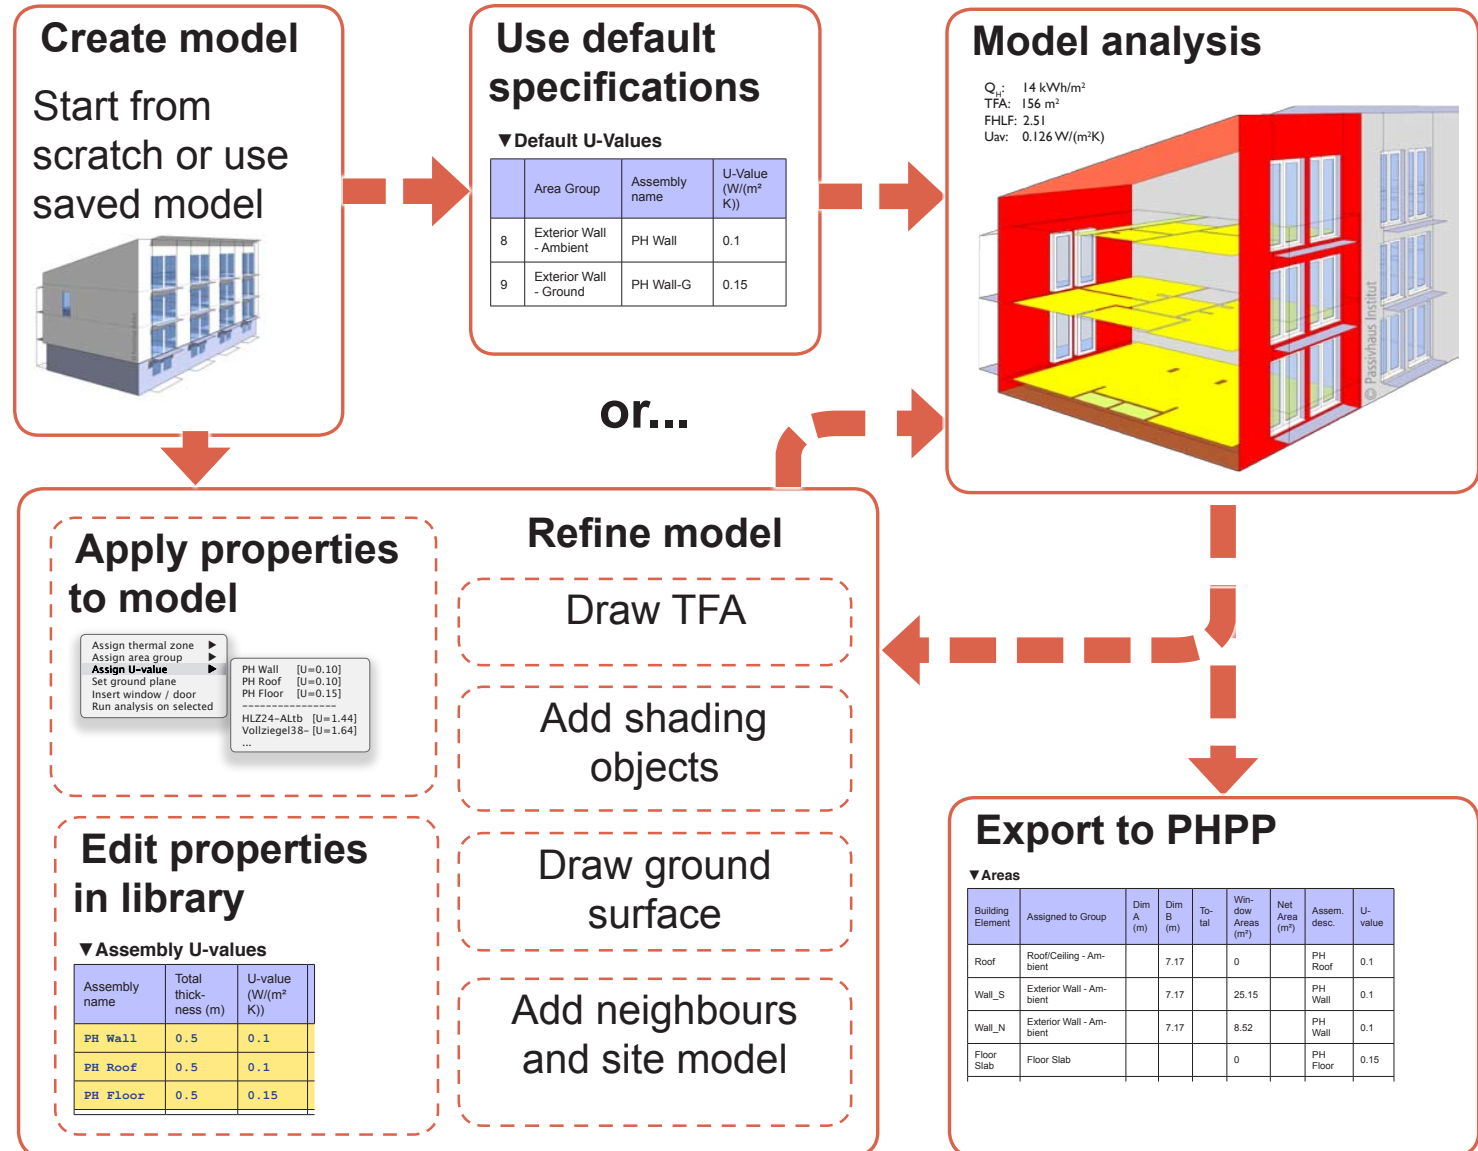 Create model
Start from
scratch or use
saved model
Use default
specifications
▼Default U-Values
Area Group
Assembly
name
U-Value
(W/(m²
K))
8
Exterior Wall
- Ambient
PH Wall
0.1
9
Exterior Wall
- Ground
PH Wall-G
0.15
Model analysis
QH: 14 kWh/m²
TFA: 156 m²
FHLF: 2.51
Uav: 0.126 W/(m²K)
© Passivhaus Institut
or...
Refine model
Apply properties
to model
Assign thermal zone ▶
Assign area group ▶
Assign U-value ▶
Set ground plane
Insert window / door
Run analysis on selected
PH Wall [U=0.10]
PH Roof [U=0.10]
PH Floor [U=0.15]
----------------
HLZ24-ALtb [U=1.44]
Vollziegel38- [U=1.64]
...
Edit properties
in library
▼Assembly U-values
Assembly
name
Total
thick-
ness (m)
U-value
(W/(m²
K))
PH Wall 0.5 0.1
PH Roof 0.5 0.1
PH Floor 0.5 0.15
Draw TFA
Add shading
objects
Draw ground
surface
Add neighbours
and site model
Export to PHPP
▼Areas
Building
Element
Assigned to Group
Dim
A
(m)
Dim
B
(m)
To-
tal
Win-
dow
Areas
(m²)
Net
Area
(m²)
Assem.
desc.
U-
value
Roof
Roof/Ceiling - Am-
bient
7.17
0
PH
Roof
0.1
Wall_S
Exterior Wall - Am-
bient
7.17
25.15
PH
Wall
0.1
Wall_N
Exterior Wall - Am-
bient
7.17
8.52
PH
Wall
0.1
Floor
Slab
Floor Slab
0
PH
Floor
0.15